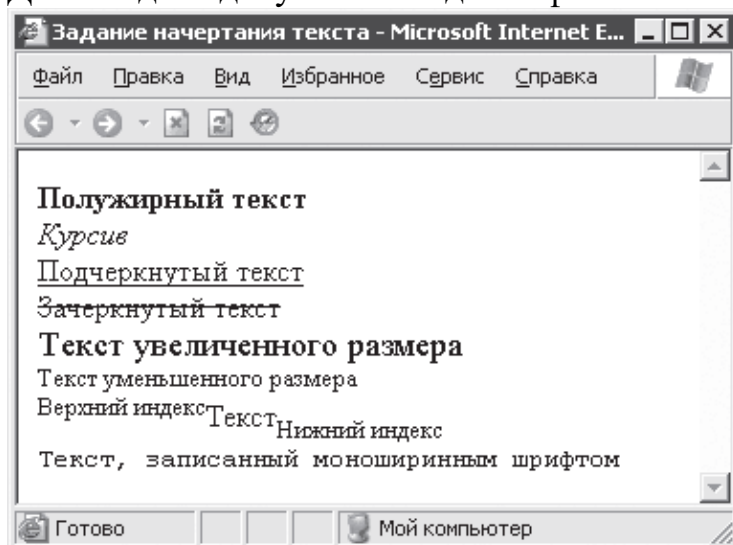 Задание начертания текста - Microsoft Internet E...
Файл Правка Вид Избранное Сервис Справка
Полужирный текст
Курсив
Подчеркнутый текст
Зачеркнутый текст
Текст увеличенного размера
Текст уменьшенного размера
Верхний индексТекстНижний индекс
Текст, записанный моноширинным шрифтом
Готово Мой компьютер